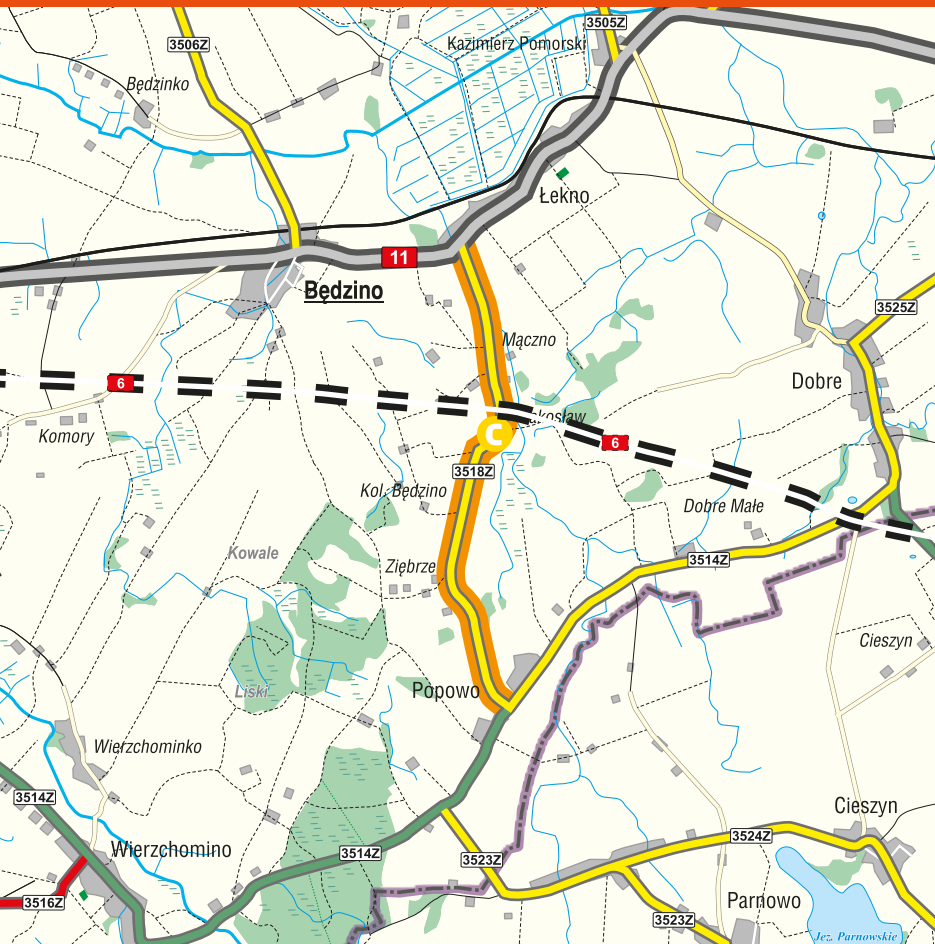 3505Z
3506Z
Kazimierz Pomorski
Będzinko
Łekno
11
Będzino
3525Z
Mączno
6
Dobre
Komory
6
C
3518Z
Kol. Będzino
Dobre Małe
Kowale
3514Z
Ziębrze
Cieszyn
Popowo
Liski
Wierzchominko
3514Z
Cieszyn
3524Z
Wierzchomino
3514Z
3523Z
3516Z
Parnowo
3523Z
Jez. Parnowskie